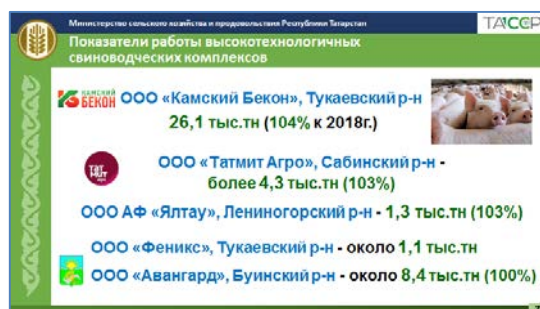 Министерство сельского хозяйства и продовольствия Республики Татарстан
ТАССР
Показатели работы высокотехнологичных
свиноводческих комплексов
КАМСКИЙ
БЕКОН
ООО «Камский Бекон», Тукаевский р-н
26,1 тыс.тн (104% к 2018г.)
ТАТ
МИТ
ООО «Татмит Агро», Сабинский р-н -
более 4,3 тыс.тн (103%)
ООО АФ «Ялтау», Лениногорский р-н - 1,3 тыс.тн (103%)
ООО «Феникс», Тукаевский р-н - около 1,1 тыс.тн
ООО «Авангард», Буинский р-н - около 8,4 тыс.тн (100%)